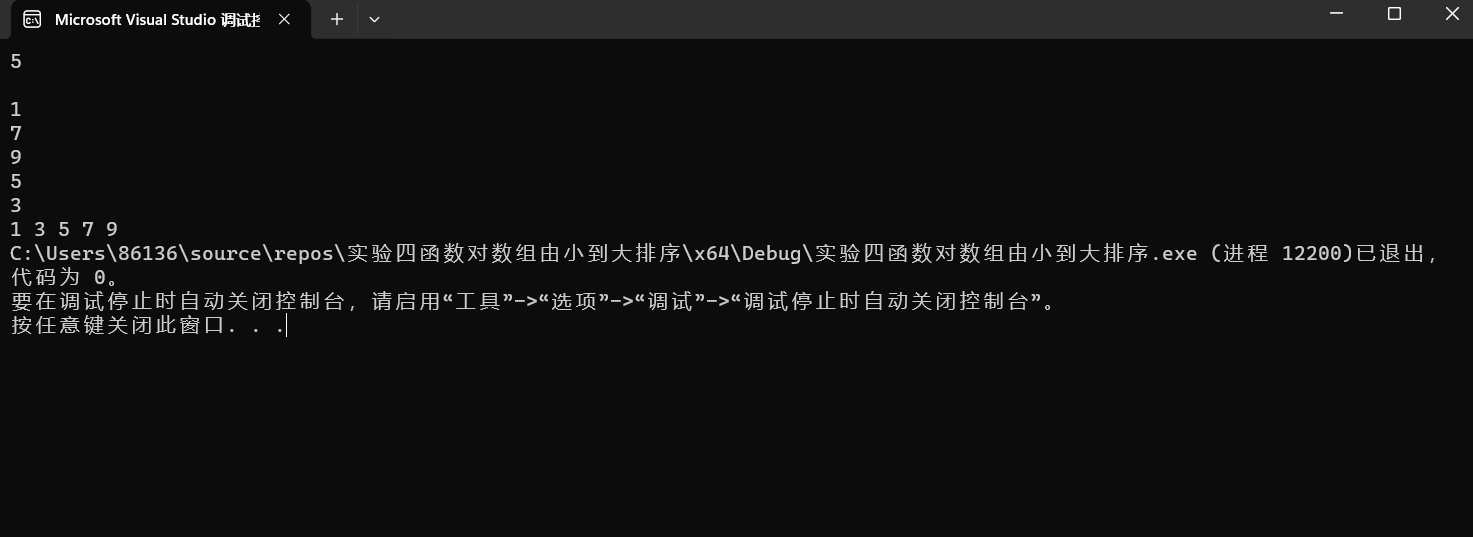 Microsoft Visual Studio 调试
5
1
7
9
5
3
1 3 5 7 9
C:\Users\86136\source\repos\实验四函数对数组由小到大排序\x64\Debug\实验四函数对数组由小到大排序.exe (进程 12200)已退出,
代码为 0。
要在调试停止时自动关闭控制台,请启用“工具”->“选项”->“调试”->“调试停止时自动关闭控制台”。
按任意键关闭此窗口. . .